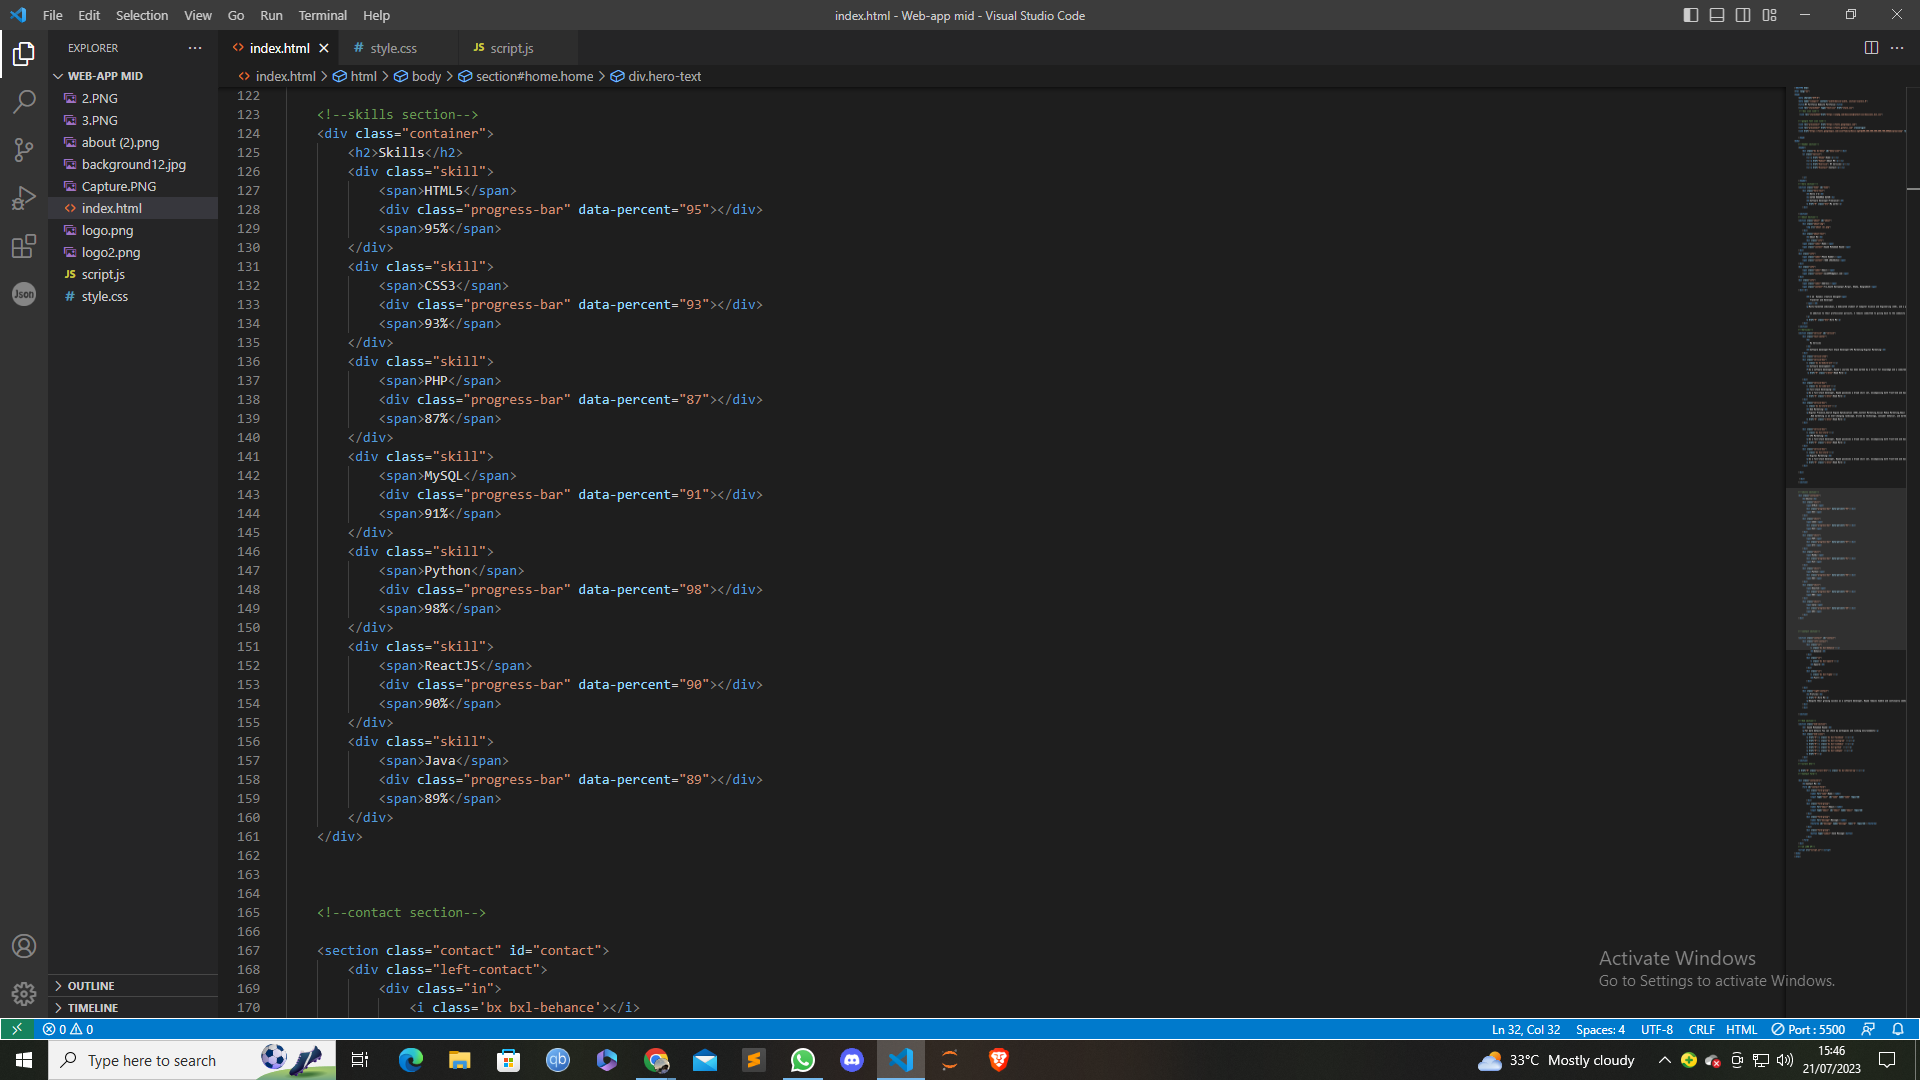 File Edit Selection View Go Run Terminal Help
index.html - Web-app mid - Visual Studio Code
EXPLORER
WEB-APP MID
2.PNG
3.PNG
about (2).png
background12.jpg
Capture.PNG
index.html
logo.png
logo2.png
script.js
style.css
OUTLINE
TIMELINE
index.html style.css script.js
index.html > html > body > section#home.home > div.hero-text
122
123 <!--skills section-->
124 <div class="container">
125 <h2>Skills</h2>
126 <div class="skill">
127 <span>HTML5</span>
128 <div class="progress-bar" data-percent="95"></div>
129 <span>95%</span>
130 </div>
131 <div class="skill">
132 <span>CSS3</span>
133 <div class="progress-bar" data-percent="93"></div>
134 <span>93%</span>
135 </div>
136 <div class="skill">
137 <span>PHP</span>
138 <div class="progress-bar" data-percent="87"></div>
139 <span>87%</span>
140 </div>
141 <div class="skill">
142 <span>MySQL</span>
143 <div class="progress-bar" data-percent="91"></div>
144 <span>91%</span>
145 </div>
146 <div class="skill">
147 <span>Python</span>
148 <div class="progress-bar" data-percent="98"></div>
149 <span>98%</span>
150 </div>
151 <div class="skill">
152 <span>ReactJS</span>
153 <div class="progress-bar" data-percent="90"></div>
154 <span>90%</span>
155 </div>
156 <div class="skill">
157 <span>Java</span>
158 <div class="progress-bar" data-percent="89"></div>
159 <span>89%</span>
160 </div>
161 </div>
162
163
164
165 <!--contact section-->
166
167 <section class="contact" id="contact">
168 <div class="left-contact">
169 <div class="in">
170 <i class='bx bxl-behance'></i>
Activate Windows
Go to Settings to activate Windows.
0 0
Ln 32, Col 32 Spaces: 4 UTF-8 CRLF HTML Port : 5500
Type here to search
33°C Mostly cloudy
15:46
21/07/2023